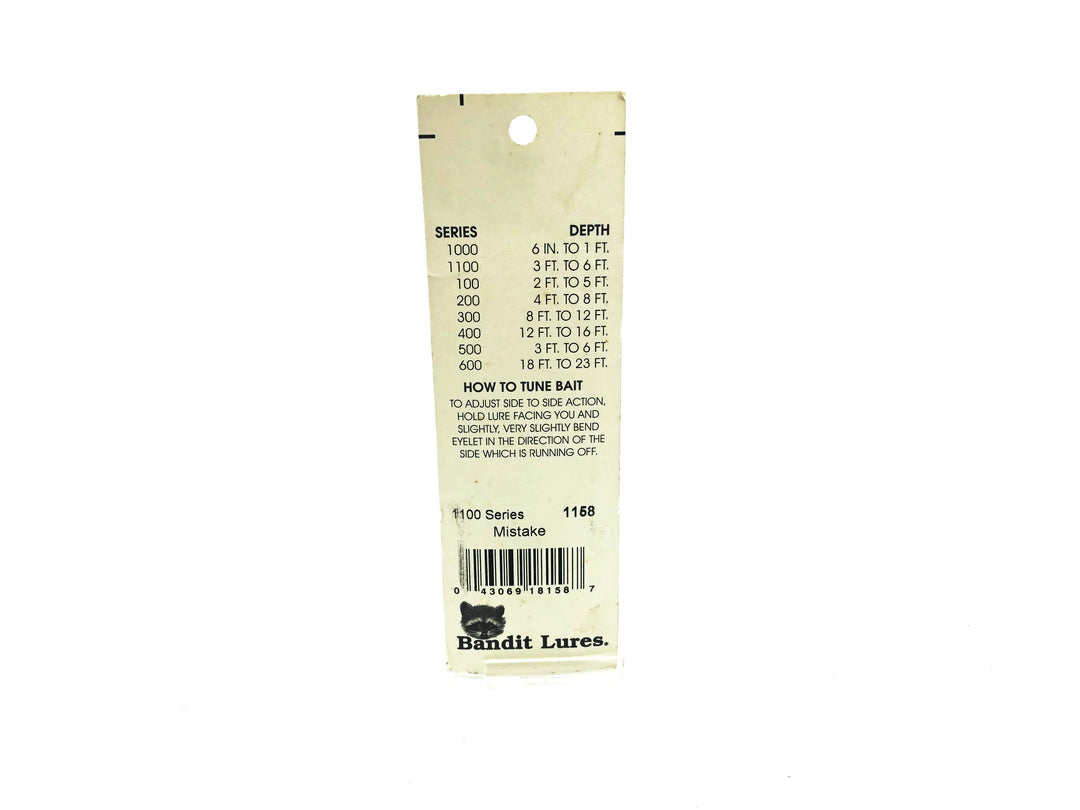 SERIES DEPTH
1000 6 IN. TO 1 FT.
1100 3 FT. TO 6 FT.
100 2 FT. TO 5 FT.
200 4 FT. TO 8 FT.
300 8 FT. TO 12 FT.
400 12 FT. TO 16 FT.
500 3 FT. TO 6 FT.
600 18 FT. TO 23 FT.
HOW TO TUNE BAIT
TO ADJUST SIDE TO SIDE ACTION,
HOLD LURE FACING YOU AND
SLIGHTLY, VERY SLIGHTLY BEND
EYELET IN THE DIRECTION OF THE
SIDE WHICH IS RUNNING OFF.
1100 Series 1158
Mistake
0 43069 18158 7
Bandit Lures.